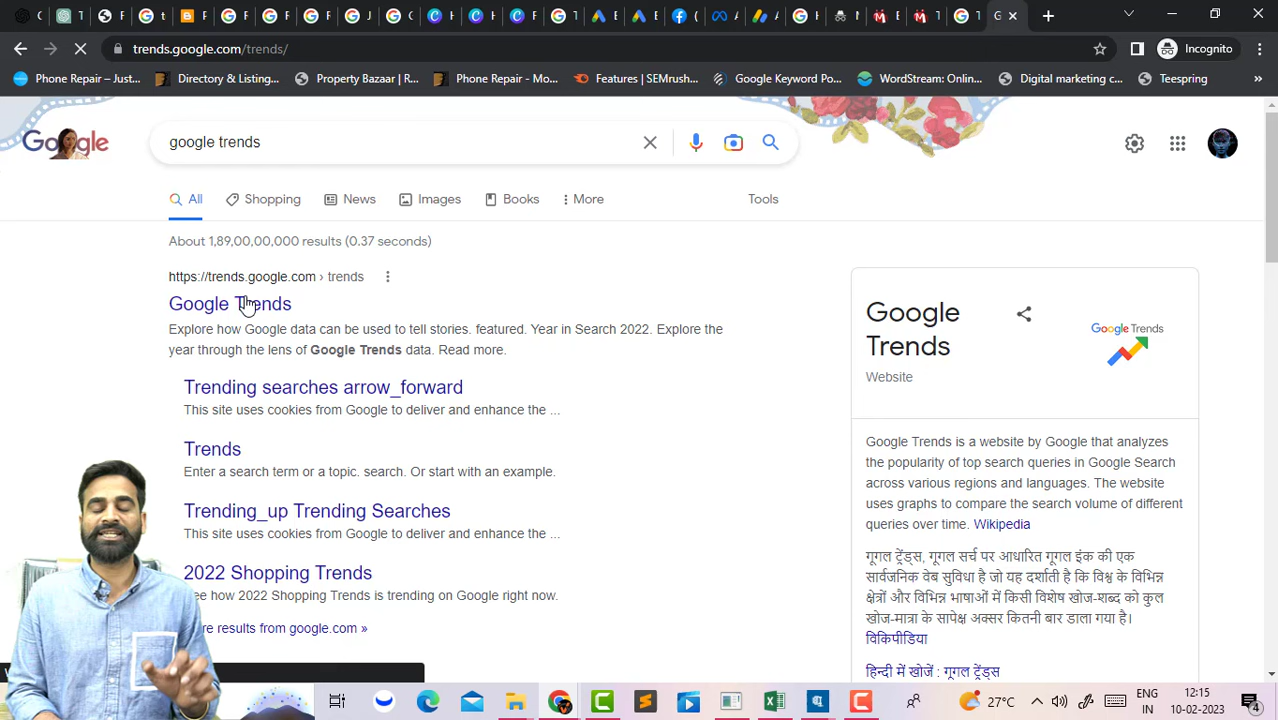 G t
G t
trends.google.com/trends/
Incognito
Phone Repair – Just...
Directory & Listing...
Property Bazaar | R...
Phone Repair - Mo...
Features | SEMrush...
Google Keyword Po...
WordStream: Onlin...
Digital marketing c...
Teespring
»
google trends
All
Shopping
News
Images
Books
More
Tools
About 1,89,00,00,000 results (0.37 seconds)
https://trends.google.com › trends
Google Trends
Explore how Google data can be used to tell stories. featured. Year in Search 2022. Explore the
year through the lens of Google Trends data. Read more.
Trending searches arrow_forward
This site uses cookies from Google to deliver and enhance the ...
Trends
Enter a search term or a topic. search. Or start with an example.
Trending_up Trending Searches
This site uses cookies from Google to deliver and enhance the ...
2022 Shopping Trends
how 2022 Shopping Trends is trending on Google right now.
results from google.com »
Google
Trends
Website
Google Trends
Google Trends is a website by Google that analyzes
the popularity of top search queries in Google Search
across various regions and languages. The website
uses graphs to compare the search volume of different
queries over time. Wikipedia
गूगल ट्रेंड्स, गूगल सर्च पर आधारित गूगल इंक की एक
सार्वजनिक वेब सुविधा है जो यह दर्शाती है कि विश्व के विभिन्न
क्षेत्रों और विभिन्न भाषाओं में किसी विशेष खोज-शब्द को कुल
खोज-मात्रा के सापेक्ष अक्सर कितनी बार डाला गया है।
विकिपीडिया
हिन्दी में खोजें : गूगल ट्रेंड्स
27°C
ENG
IN
12:15
10-02-2023
4